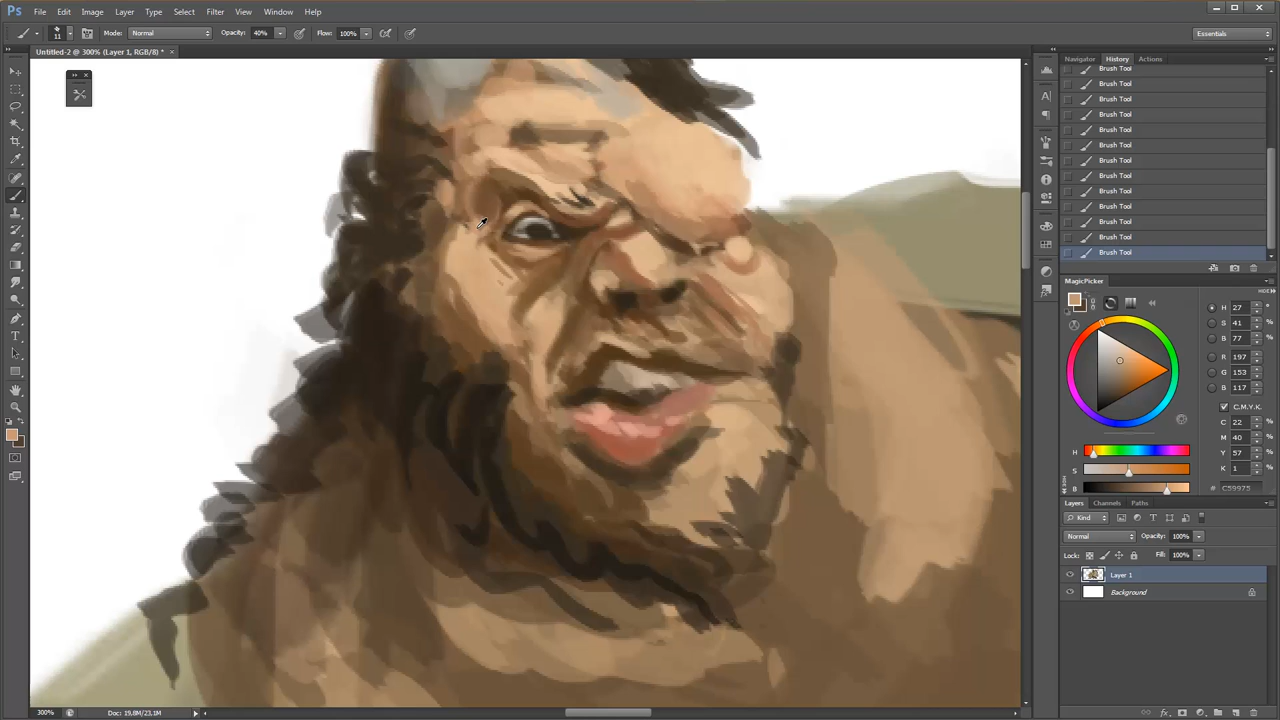 Ps File Edit Image Layer Type Select Filter View Window Help
11 Mode: Normal Opacity: 40% Flow: 100% Essentials
Untitled-2 @ 300% (Layer 1, RGB/8) * ×
Navigator History Actions
Brush Tool
Brush Tool
Brush Tool
Brush Tool
Brush Tool
Brush Tool
Brush Tool
Brush Tool
Brush Tool
Brush Tool
Brush Tool
Brush Tool
Brush Tool
MagicPicker
HIDE
H 27 °
S 41 %
B 77 %
R 197
G 153
B 117
C.M.Y.K.
C 22 %
M 40 %
Y 57 %
K 1 %
H
S
B
# C59975
Layers Channels Paths
Kind
Normal Opacity: 100%
Lock: Fill: 100%
Layer 1
Background
300% Doc: 19,8M/23,1M